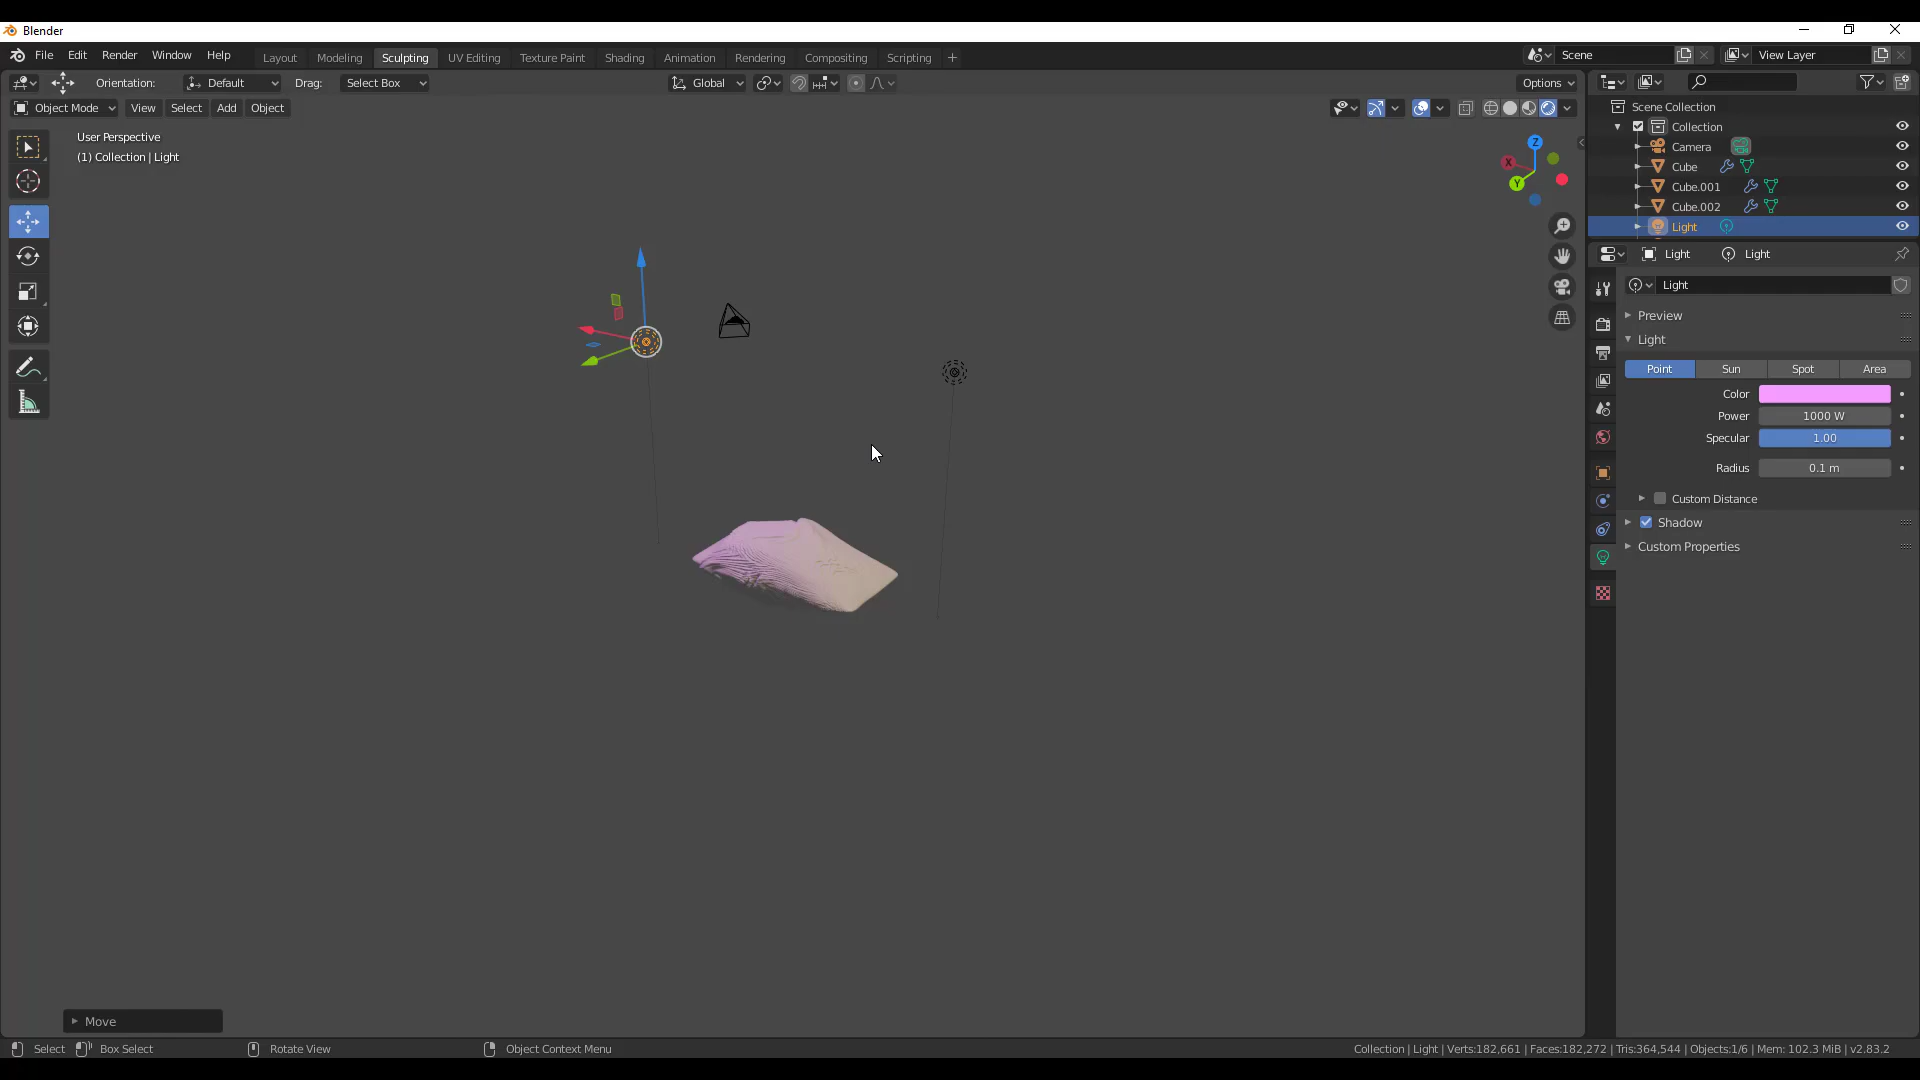 Blender
File Edit Render Window Help Layout Modeling Sculpting UV Editing Texture Paint Shading Animation Rendering Compositing Scripting + Scene View Layer
Orientation: Default Drag: Select Box Global Options
Object Mode View Select Add Object
User Perspective
(1) Collection | Light
Z
X
Y
Scene Collection
Collection
Camera
Cube
Cube.001
Cube.002
Light
Light Light
Light
Preview
Light
Point Sun Spot Area
Color
Power 1000 W
Specular 1.00
Radius 0.1 m
Custom Distance
Shadow
Custom Properties
Move
Select Box Select Rotate View Object Context Menu Collection | Light | Verts:182,661 | Faces:182,272 | Tris:364,544 | Objects:1/6 | Mem: 102.3 MiB | v2.83.2